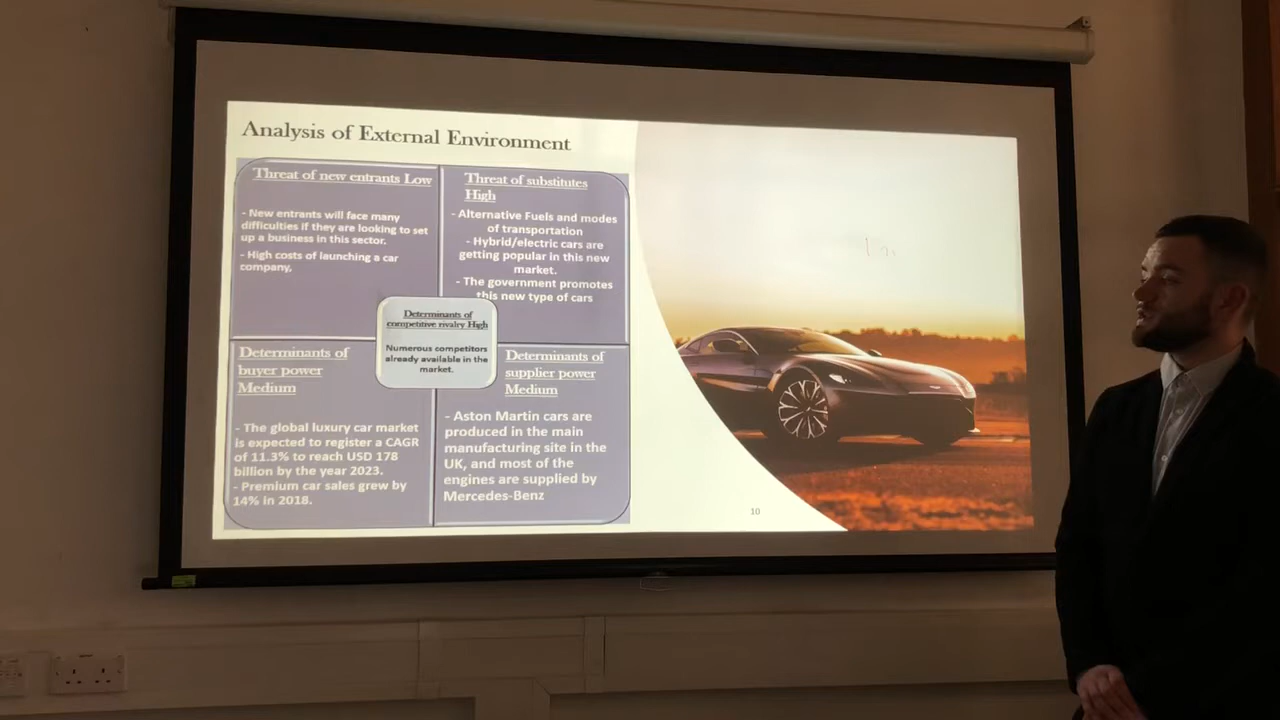 Analysis of External Environment
Threat of new entrants Low
- New entrants will face many
difficulties if they are looking to set
up a business in this sector.
- High costs of launching a car
company,
Threat of substitutes
High
- Alternative Fuels and modes
of transportation
- Hybrid/electric cars are
getting popular in this new
market.
- The government promotes
this new type of cars
Determinants of
competitive rivalry High
Numerous competitors
already available in the
market.
Determinants of
buyer power
Medium
- The global luxury car market
is expected to register a CAGR
of 11.3% to reach USD 178
billion by the year 2023.
- Premium car sales grew by
14% in 2018.
Determinants of
supplier power
Medium
- Aston Martin cars are
produced in the main
manufacturing site in the
UK, and most of the
engines are supplied by
Mercedes-Benz
10